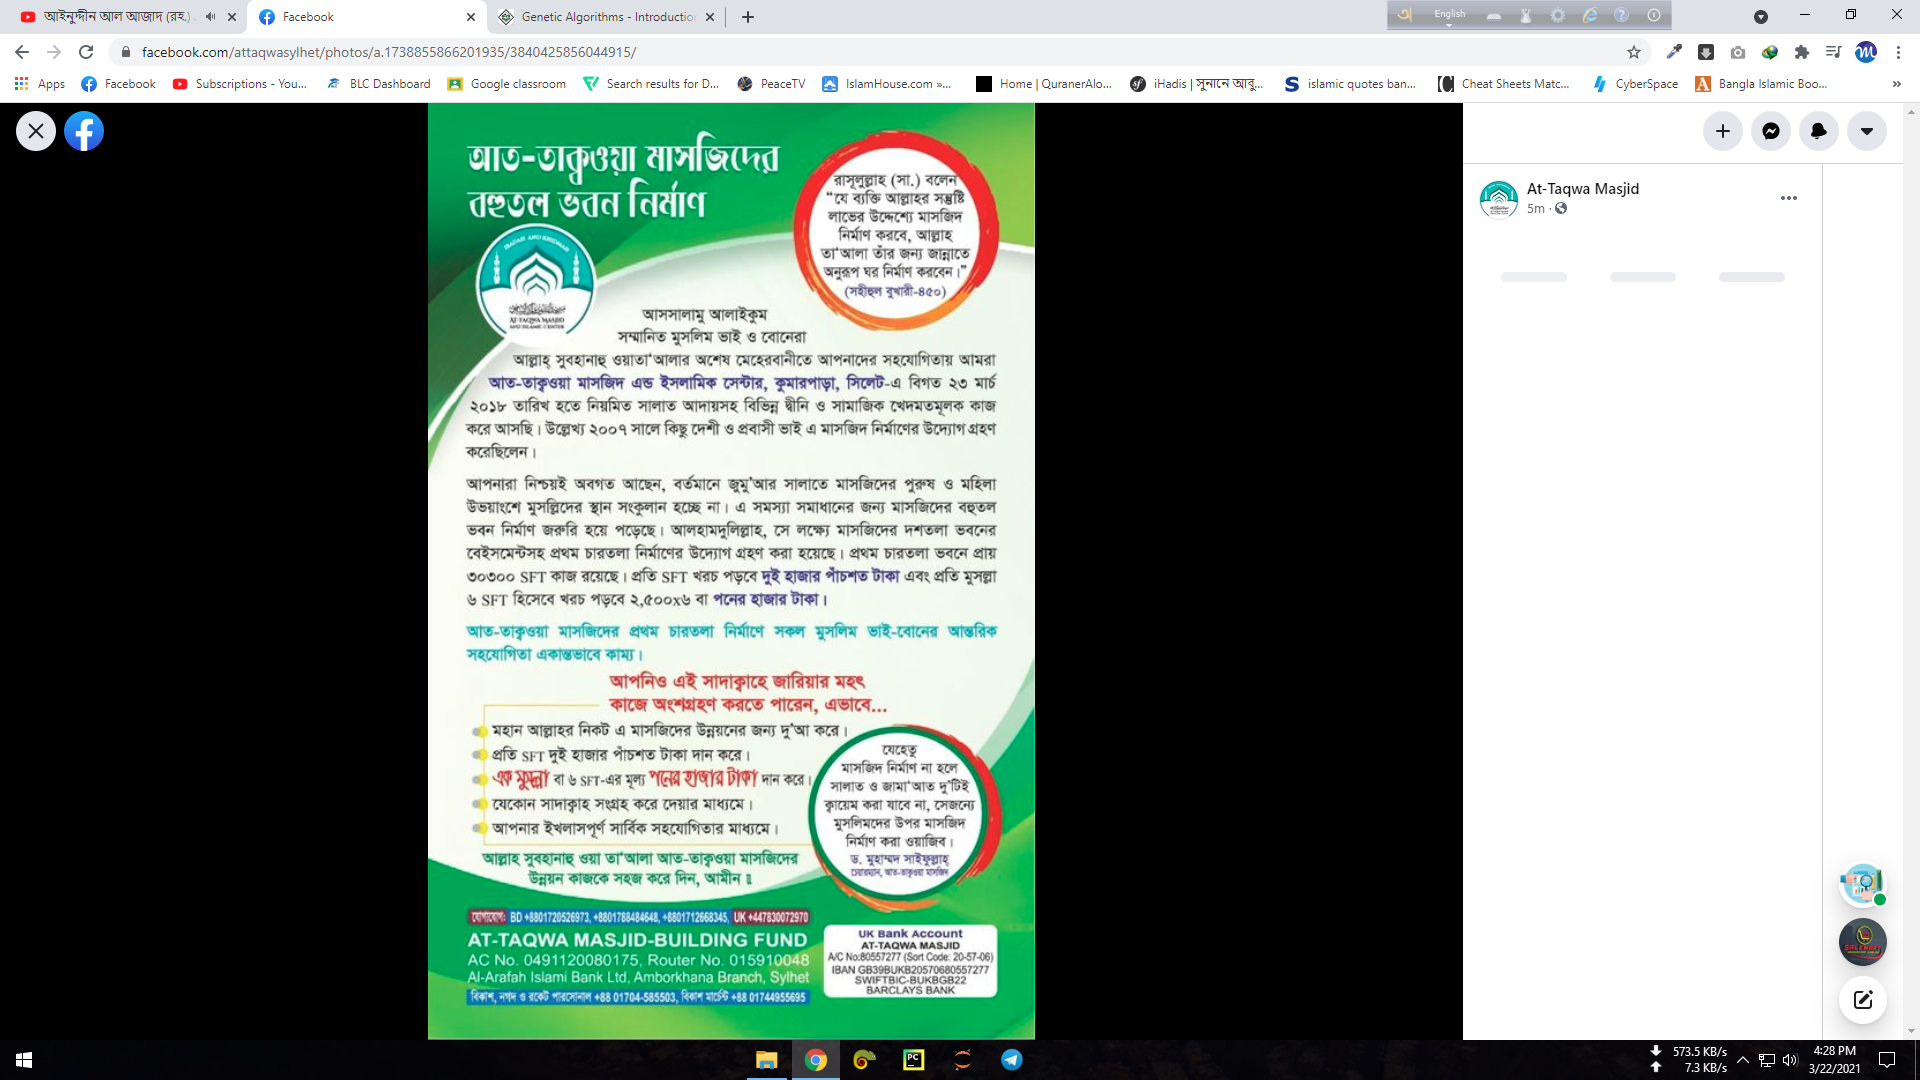 আইনুদ্দীন আল আজাদ (রহ.)
Facebook
Genetic Algorithms - Introductio
English
facebook.com/attaqwasylhet/photos/a.1738855866201935/3840425856044915/
Apps
Facebook
Subscriptions - You...
BLC Dashboard
Google classroom
Search results for D...
PeaceTV
IslamHouse.com »...
Home | QuranerAlo...
iHadis | সুনানে আবু...
islamic quotes ban...
Cheat Sheets Matc...
CyberSpace
Bangla Islamic Boo...
At-Taqwa Masjid
5m
আত-তাক্বওয়া মাসজিদের
বহুতল ভবন নির্মাণ
রাসূলুল্লাহ (সা.) বলেন
“যে ব্যক্তি আল্লাহর সন্তুষ্টি
লাভের উদ্দেশ্যে মাসজিদ
নির্মাণ করবে, আল্লাহ
তা‘আলা তাঁর জন্য জান্নাতে
অনুরূপ ঘর নির্মাণ করবেন।”
(সহীহুল বুখারী-৪৫০)
IBADAH AND KHIDMAH
AT-TAQWA MASJID
AND ISLAMIC CENTER
আসসালামু আলাইকুম
সম্মানিত মুসলিম ভাই ও বোনেরা
আল্লাহ্ সুবহানাহু ওয়াতা‘আলার অশেষ মেহেরবানীতে আপনাদের সহযোগিতায় আমরা
আত-তাক্বওয়া মাসজিদ এন্ড ইসলামিক সেন্টার, কুমারপাড়া, সিলেট-এ বিগত ২৩ মার্চ
২০১৮ তারিখ হতে নিয়মিত সালাত আদায়সহ বিভিন্ন দ্বীনি ও সামাজিক খেদমতমূলক কাজ
করে আসছি। উল্লেখ্য ২০০৭ সালে কিছু দেশী ও প্রবাসী ভাই এ মাসজিদ নির্মাণের উদ্যোগ গ্রহণ
করেছিলেন।
আপনারা নিশ্চয়ই অবগত আছেন, বর্তমানে জুমু‘আর সালাতে মাসজিদের পুরুষ ও মহিলা
উভয়াংশে মুসল্লিদের স্থান সংকুলান হচ্ছে না। এ সমস্যা সমাধানের জন্য মাসজিদের বহুতল
ভবন নির্মাণ জরুরি হয়ে পড়েছে। আলহামদুলিল্লাহ, সে লক্ষ্যে মাসজিদের দশতলা ভবনের
বেইসমেন্টসহ প্রথম চারতলা নির্মাণের উদ্যোগ গ্রহণ করা হয়েছে। প্রথম চারতলা ভবনে প্রায়
৩০৩০০ SFT কাজ রয়েছে। প্রতি SFT খরচ পড়বে দুই হাজার পাঁচশত টাকা এবং প্রতি মুসল্লা
৬ SFT হিসেবে খরচ পড়বে ২,৫০০x৬ বা পনের হাজার টাকা।
আত-তাক্বওয়া মাসজিদের প্রথম চারতলা নির্মাণে সকল মুসলিম ভাই-বোনের আন্তরিক
সহযোগিতা একান্তভাবে কাম্য।
আপনিও এই সাদাক্বাহে জারিয়ার মহৎ
কাজে অংশগ্রহণ করতে পারেন, এভাবে...
মহান আল্লাহর নিকট এ মাসজিদের উন্নয়নের জন্য দু‘আ করে।
প্রতি SFT দুই হাজার পাঁচশত টাকা দান করে।
এক মুসল্লা বা ৬ SFT-এর মূল্য পনের হাজার টাকা দান করে।
যেকোন সাদাক্বাহ সংগ্রহ করে দেয়ার মাধ্যমে।
আপনার ইখলাসপূর্ণ সার্বিক সহযোগিতার মাধ্যমে।
যেহেতু
মাসজিদ নির্মাণ না হলে
সালাত ও জামা‘আত দু’টিই
ক্বায়েম করা যাবে না, সেজন্যে
মুসলিমদের উপর মাসজিদ
নির্মাণ করা ওয়াজিব।
ড. মুহাম্মদ সাইফুল্লাহ্
চেয়ারম্যান, আত-তাক্বওয়া মাসজিদ
আল্লাহ সুবহানাহু ওয়া তা‘আলা আত-তাক্বওয়া মাসজিদের
উন্নয়ন কাজকে সহজ করে দিন, আমীন॥
যোগাযোগ: BD +8801720526973, +8801788484648, +8801712668345, UK +447830072970
AT-TAQWA MASJID-BUILDING FUND
AC No. 0491120080175, Router No. 015910048
Al-Arafah Islami Bank Ltd, Amborkhana Branch, Sylhet
বিকাশ, নগদ ও রকেট পারসোনাল +88 01704-585503, বিকাশ মার্চেন্ট +88 01744955695
UK Bank Account
AT-TAQWA MASJID
A/C No:80557277 (Sort Code: 20-57-06)
IBAN GB39BUKB20570680557277
SWIFTBIC-BUKBGB22
BARCLAYS BANK
573.5 KB/s
7.3 KB/s
4:28 PM
3/22/2021